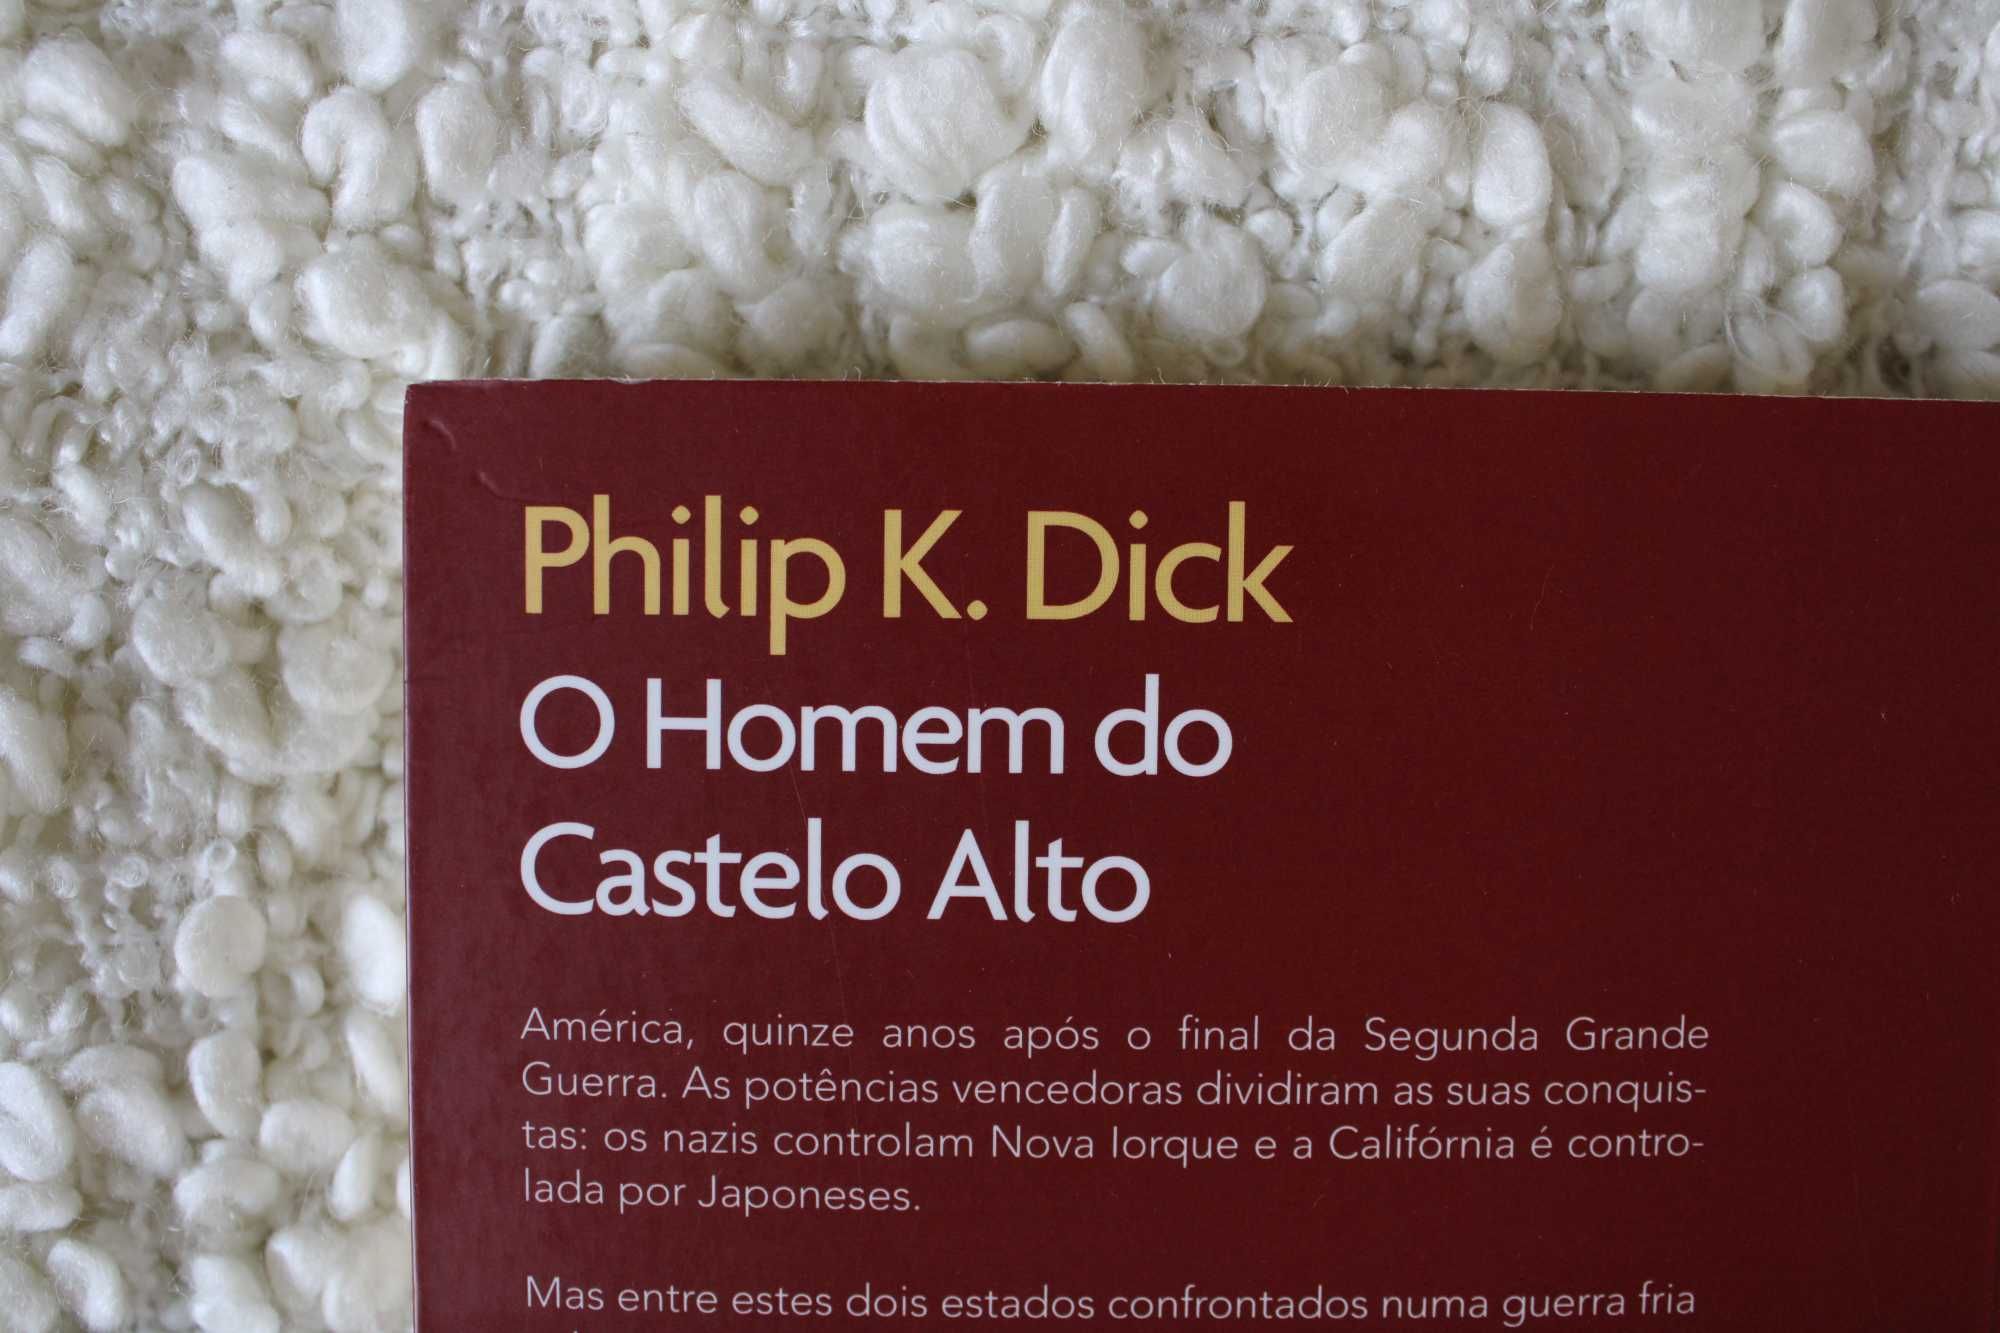 Philip K. Dick
O Homem do
Castelo Alto
América, quinze anos após o final da Segunda Grande
Guerra. As potências vencedoras dividiram as suas conquis-
tas: os nazis controlam Nova Iorque e a Califórnia é contro-
lada por Japoneses.
Mas entre estes dois estados confrontados numa guerra fria